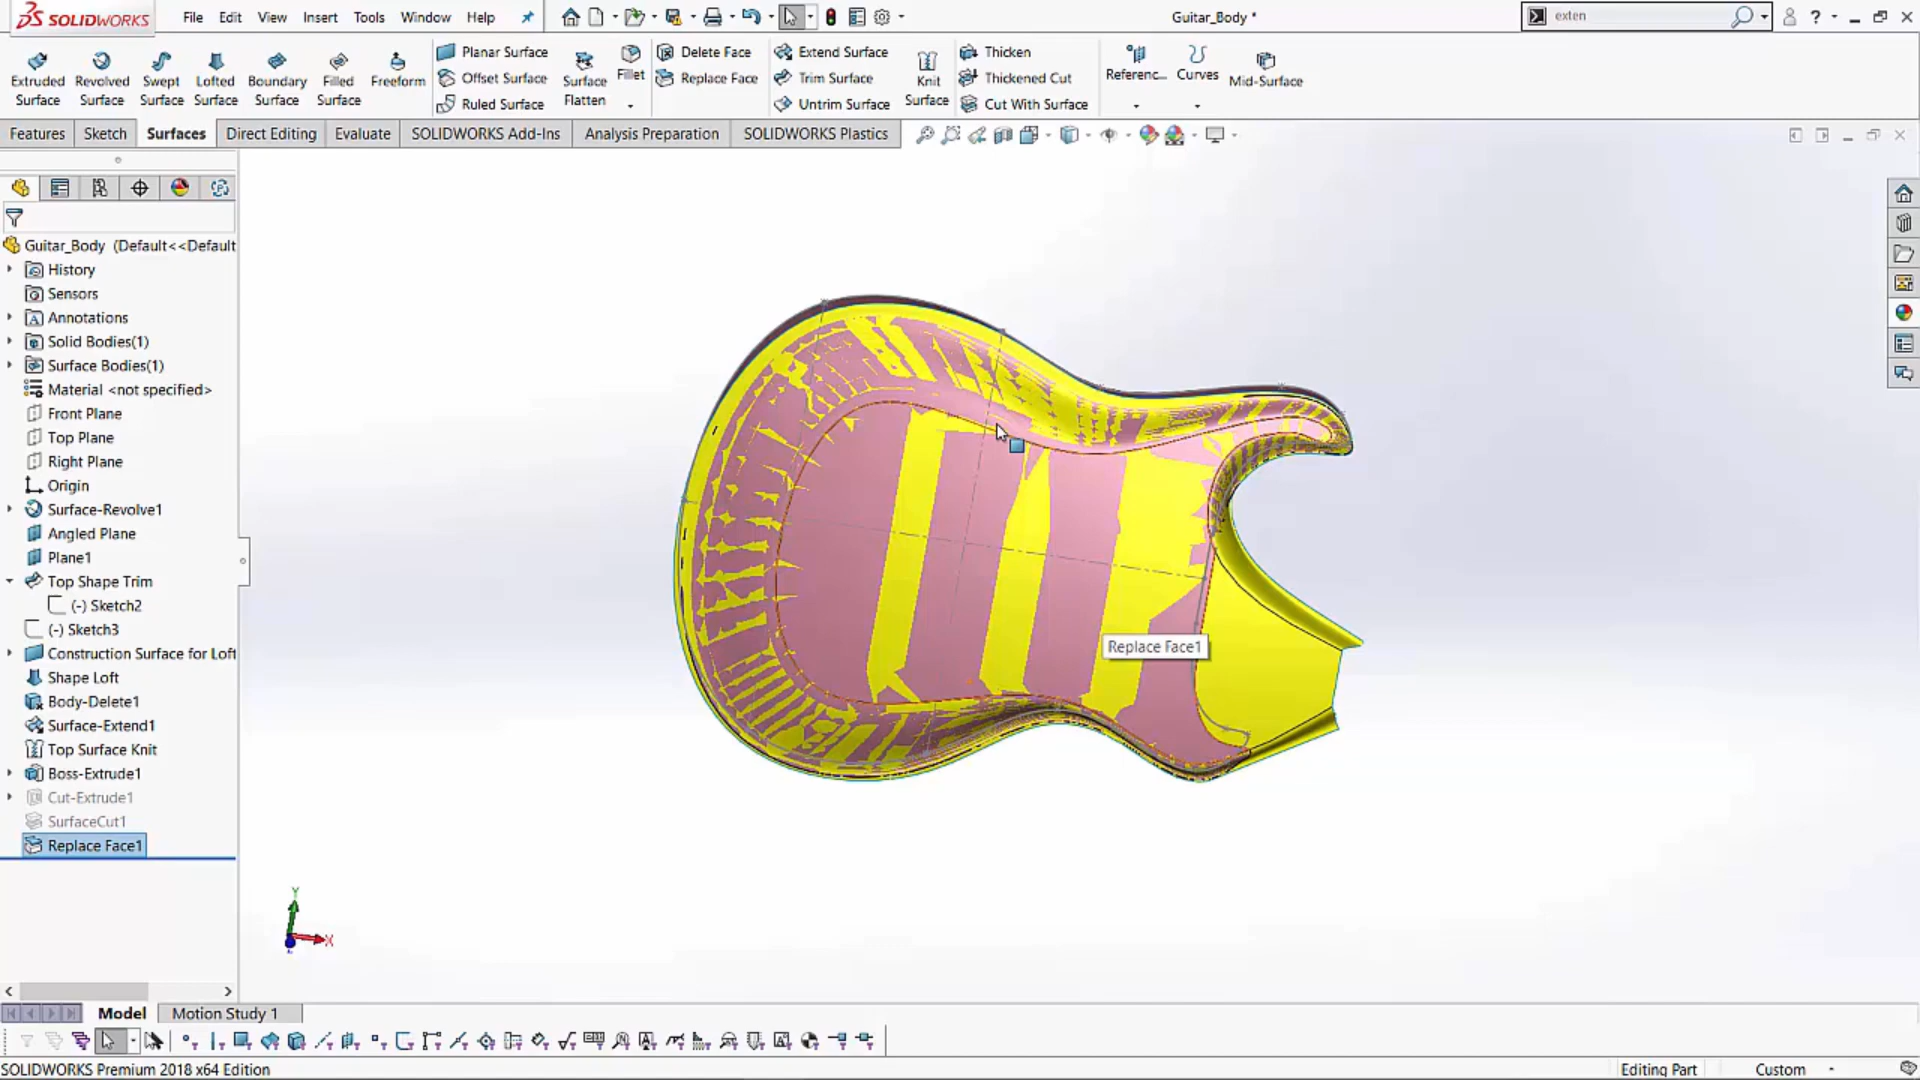 SOLIDWORKS File Edit View Insert Tools Window Help Guitar_Body * exten ?
Extruded Surface
Revolved Surface
Swept Surface
Lofted Surface
Boundary Surface
Filled Surface
Freeform
Planar Surface
Offset Surface
Ruled Surface
Surface Flatten
Fillet
Delete Face
Replace Face
Extend Surface
Trim Surface
Untrim Surface
Knit Surface
Thicken
Thickened Cut
Cut With Surface
Referenc...
Curves
Mid-Surface
Features Sketch Surfaces Direct Editing Evaluate SOLIDWORKS Add-Ins Analysis Preparation SOLIDWORKS Plastics
Guitar_Body (Default<<Default
History
Sensors
Annotations
Solid Bodies(1)
Surface Bodies(1)
Material <not specified>
Front Plane
Top Plane
Right Plane
Origin
Surface-Revolve1
Angled Plane
Plane1
Top Shape Trim
(-) Sketch2
(-) Sketch3
Construction Surface for Loft
Shape Loft
Body-Delete1
Surface-Extend1
Top Surface Knit
Boss-Extrude1
Cut-Extrude1
SurfaceCut1
Replace Face1
Replace Face1
Y
X
Model Motion Study 1
SOLIDWORKS Premium 2018 x64 Edition Editing Part Custom -